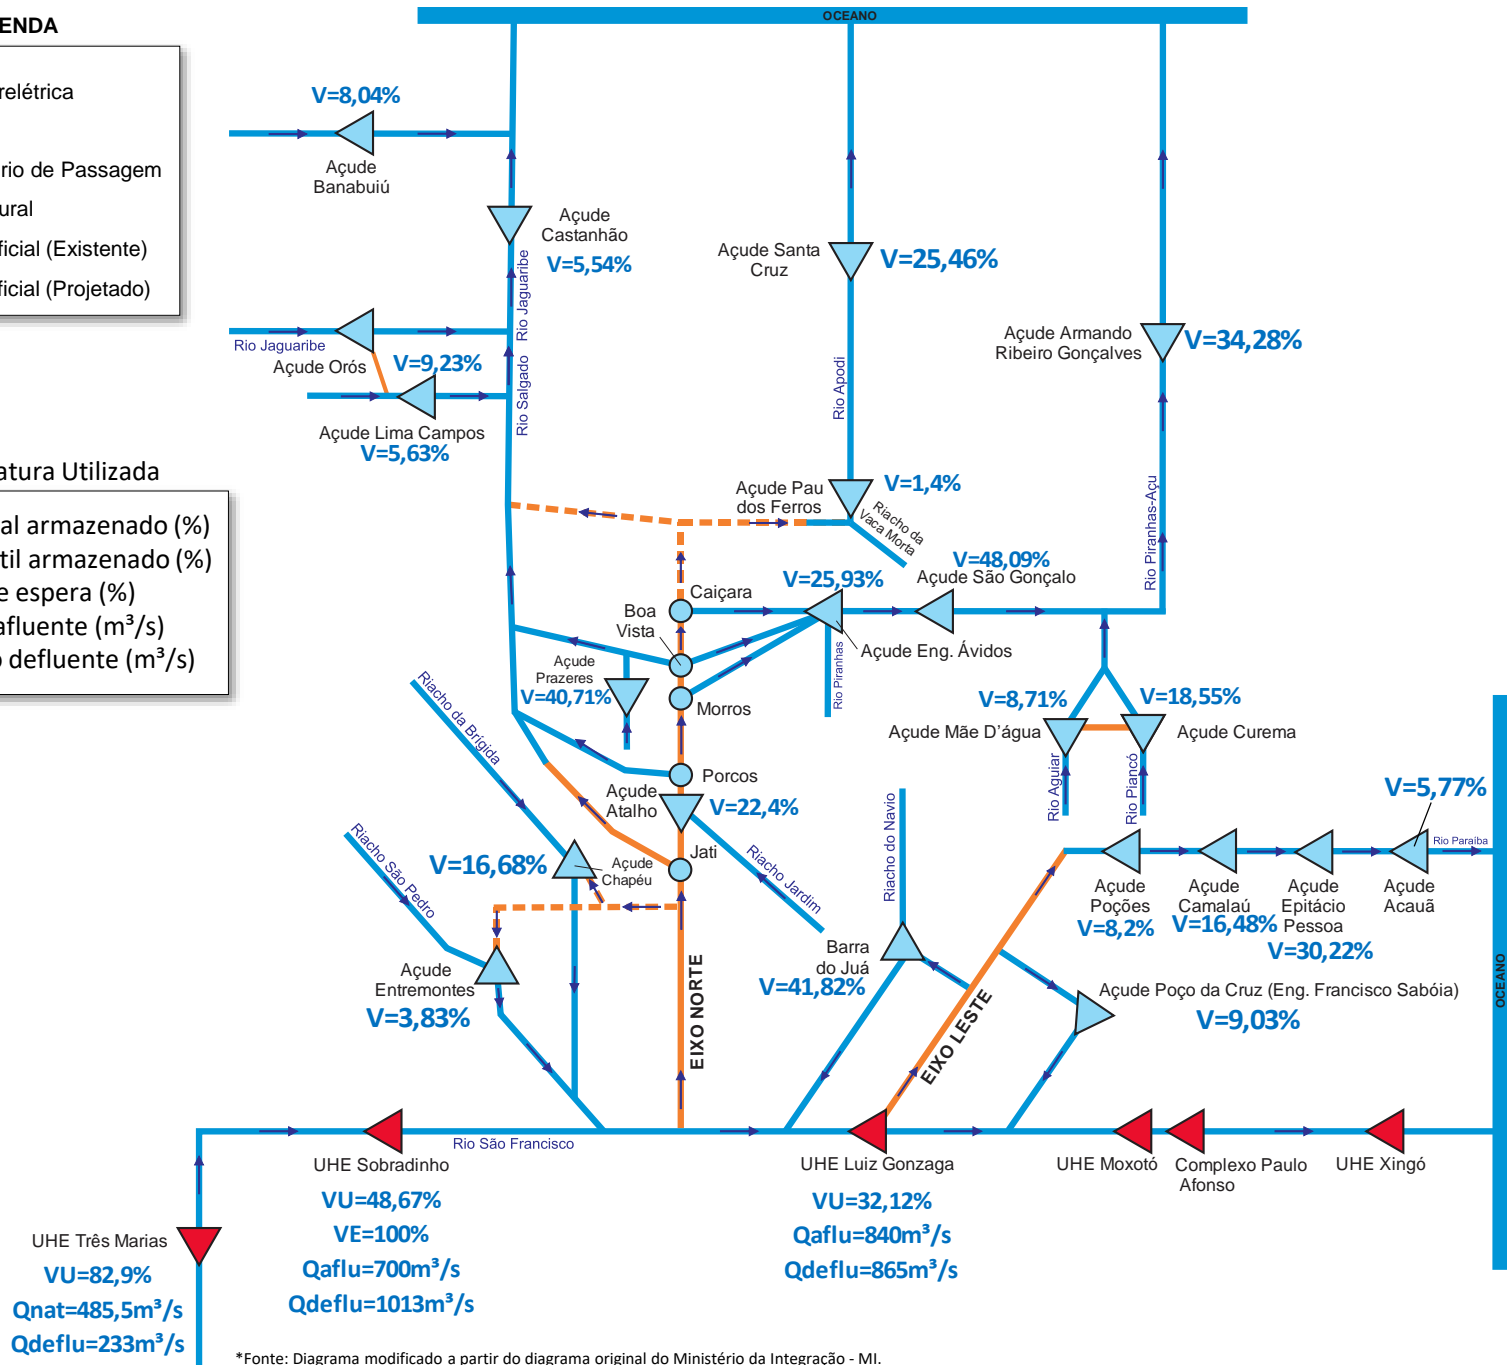 OCEANO
ENDA
relétrica
rio de Passagem
ural
ficial (Existente)
ficial (Projetado)
V=8,04%
Açude
Banabuiú
Açude
Castanhão
V=5,54%
Rio Jaguaribe
Açude Santa
Cruz
V=25,46%
Açude Armando
Ribeiro Gonçalves
V=34,28%
Rio Jaguaribe
Açude Orós
V=9,23%
Rio Salgado
Rio Apodi
Açude Lima Campos
V=5,63%
atura Utilizada
al armazenado (%)
til armazenado (%)
e espera (%)
afluente (m³/s)
o defluente (m³/s)
Açude Pau
dos Ferros
V=1,4%
Riacho da
Vaca Morta
Rio Piranhas-Açu
V=48,09%
Açude São Gonçalo
V=25,93%
Caiçara
Boa
Vista
Açude Eng. Ávidos
Rio Piranhas
Açude
Prazeres
V=40,71%
Morros
Riacho da Brígida
V=8,71%
Açude Mãe D'água
V=18,55%
Açude Curema
Rio Aguiar
Rio Piancó
Porcos
Açude
Atalho
V=22,4%
V=5,77%
Riacho do Navio
Rio Paraíba
Riacho São Pedro
V=16,68%
Açude
Chapéu
Jati
Riacho Jardim
Açude
Poções
V=8,2%
Açude
Camalaú
V=16,48%
Açude
Epitácio
Pessoa
V=30,22%
Açude
Acauã
Açude
Entremontes
V=3,83%
EIXO NORTE
Barra
do Juá
V=41,82%
EIXO LESTE
Açude Poço da Cruz (Eng. Francisco Sabóia)
V=9,03%
OCEANO
Rio São Francisco
UHE Sobradinho
VU=48,67%
VE=100%
Qaflu=700m³/s
Qdeflu=1013m³/s
UHE Luiz Gonzaga
VU=32,12%
Qaflu=840m³/s
Qdeflu=865m³/s
UHE Moxotó
Complexo Paulo
Afonso
UHE Xingó
UHE Três Marias
VU=82,9%
Qnat=485,5m³/s
Qdeflu=233m³/s
*Fonte: Diagrama modificado a partir do diagrama original do Ministério da Integração - MI.